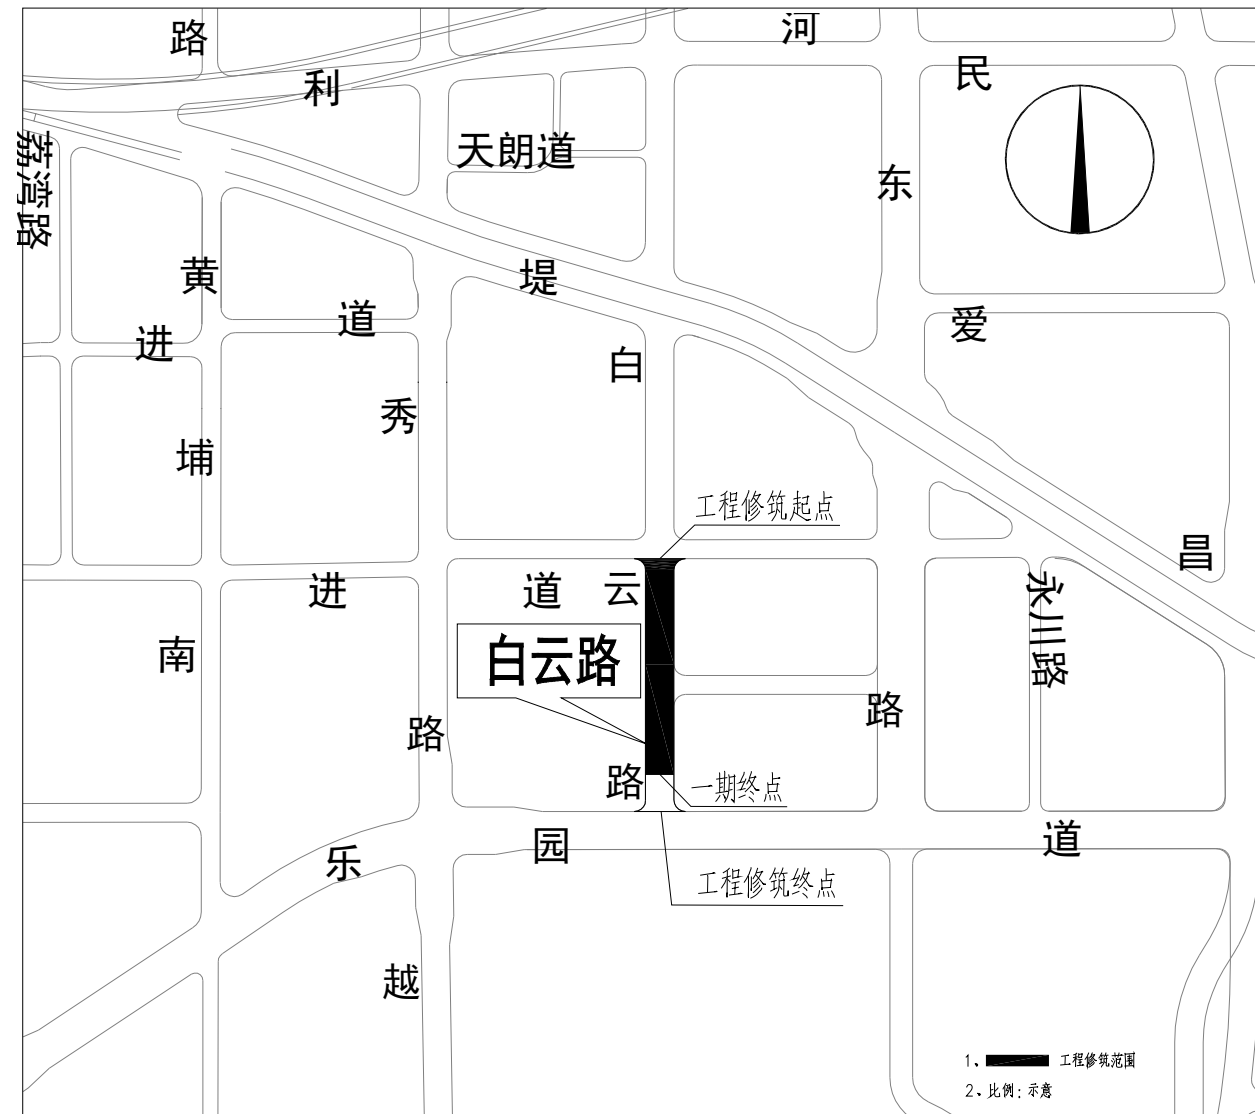 路
河
利
民
荔湾路
天朗道
东
黄
堤
道
爱
进
白
秀
埔
工程修筑起点
昌
进
道
云
永川路
南
白云路
路
路
路
一期终点
园
道
乐
工程修筑终点
越
1、工程修筑范围
2、比例：示意